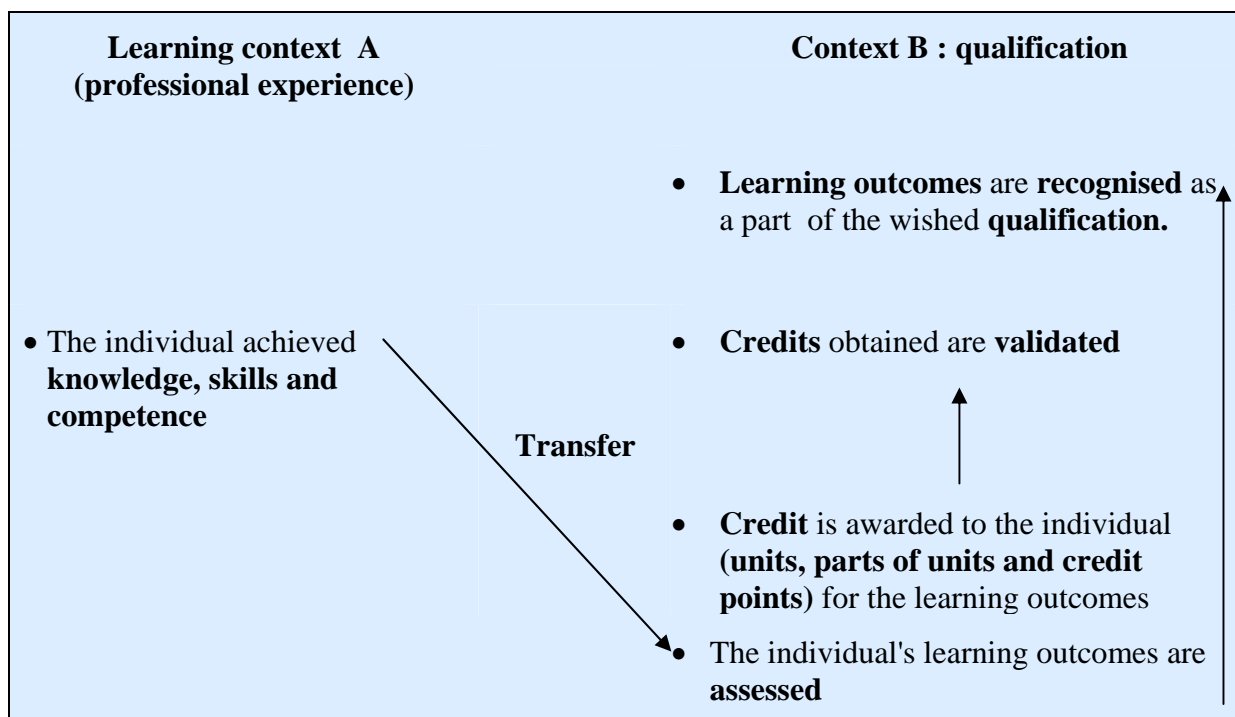 Learning context A
(professional experience)
Context B : qualification
• Learning outcomes are recognised as
a part of the wished qualification.
• The individual achieved
knowledge, skills and
competence
• Credits obtained are validated
Transfer
• Credit is awarded to the individual
(units, parts of units and credit
points) for the learning outcomes
• The individual's learning outcomes are
assessed